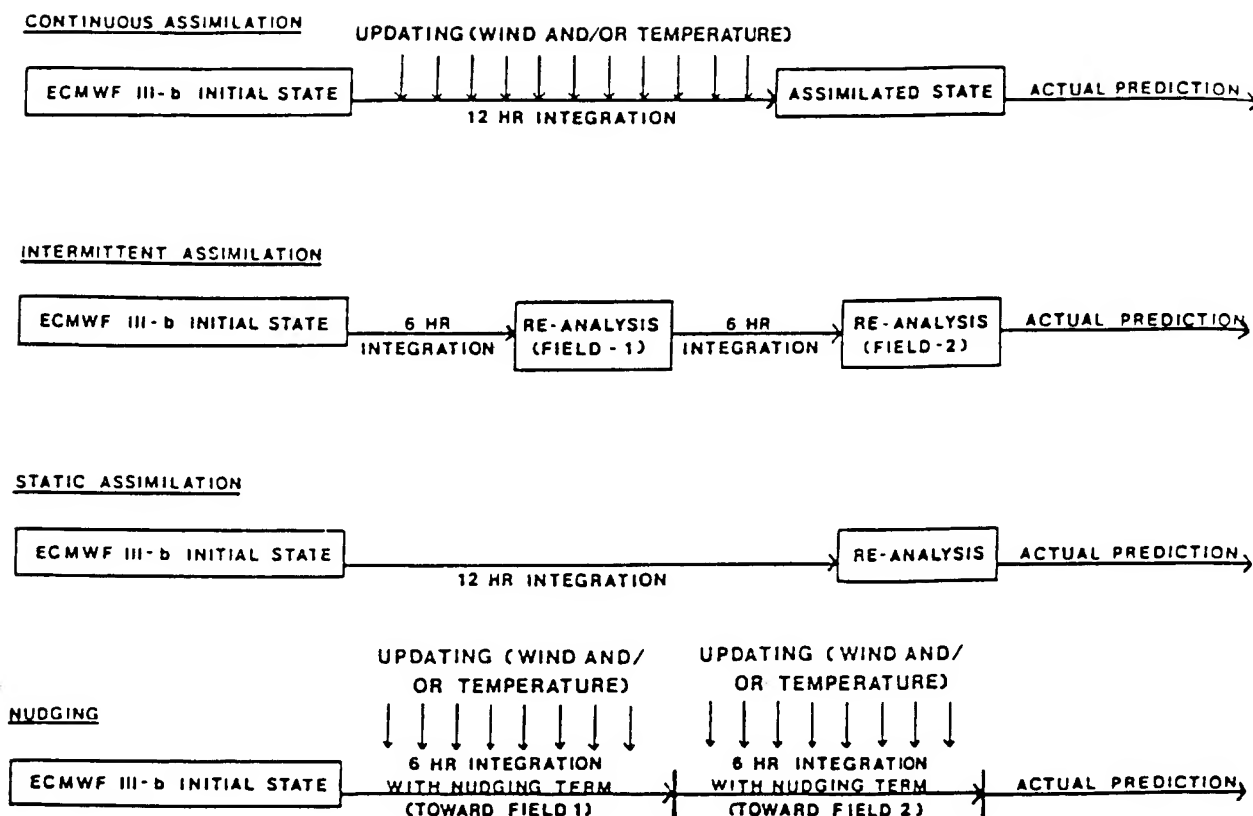 CONTINUOUS ASSIMILATION
UPDATING (WIND AND/OR TEMPERATURE)
ECMWF III-b INITIAL STATE
12 HR INTEGRATION
ASSIMILATED STATE
ACTUAL PREDICTION
INTERMITTENT ASSIMILATION
ECMWF III-b INITIAL STATE
6 HR
INTEGRATION
RE-ANALYSIS
(FIELD-1)
6 HR
INTEGRATION
RE-ANALYSIS
(FIELD-2)
ACTUAL PREDICTION
STATIC ASSIMILATION
ECMWF III-b INITIAL STATE
12 HR INTEGRATION
RE-ANALYSIS
ACTUAL PREDICTION
UPDATING (WIND AND/
OR TEMPERATURE)
UPDATING (WIND AND/
OR TEMPERATURE)
NUDGING
ECMWF III-b INITIAL STATE
6 HR INTEGRATION
WITH NUDGING TERM
(TOWARD FIELD 1)
6 HR INTEGRATION
WITH NUDGING TERM
(TOWARD FIELD 2)
ACTUAL PREDICTION